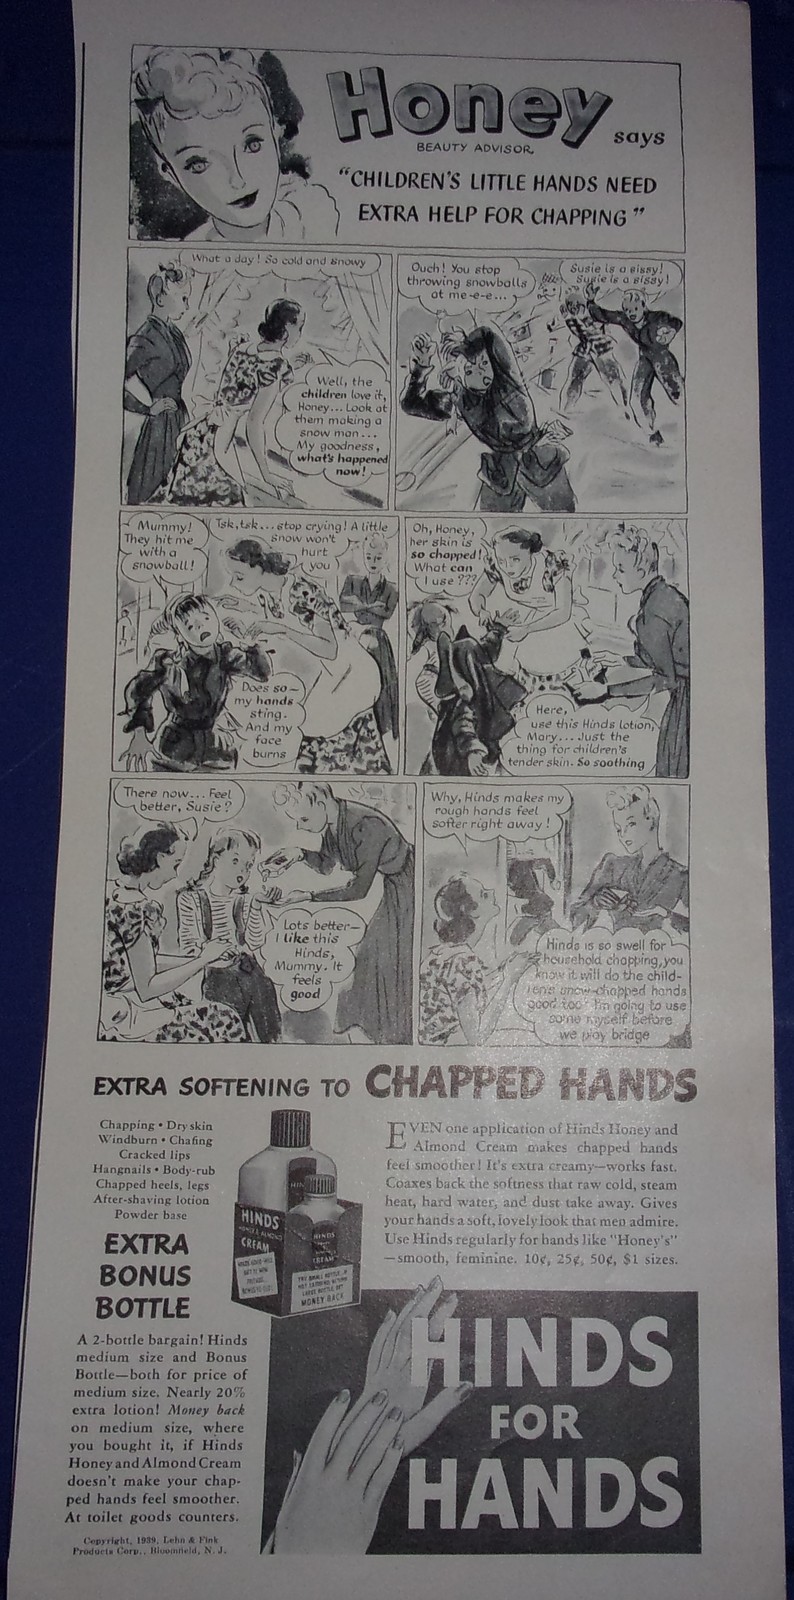 Honey says
BEAUTY ADVISOR
"CHILDREN'S LITTLE HANDS NEED
EXTRA HELP FOR CHAPPING"
What a day! So cold and snowy
Well, the
children love it,
Honey... Look at
them making a
snow man...
My goodness,
what's happened
now!
Ouch! You stop
throwing snowballs
at me-e-e...
Susie is a sissy!
Susie is a sissy!
Mummy!
They hit me
with a
snowball!
Tsk, tsk... stop crying! A little
snow won't
hurt
you
Does so—
my hands
sting.
And my
face
burns
Oh, Honey,
her skin is
so chapped!
What can
I use???
Here,
use this Hinds lotion,
Mary... Just the
thing for children's
tender skin. So soothing
There now... Feel
better, Susie?
Lots better—
I like this
Hinds,
Mummy. It
feels
good
Why, Hinds makes my
rough hands feel
softer right away!
Hinds is so swell for
household chapping, you
know it will do the child-
ren's snow-chapped hands
good too! I'm going to use
some myself before
we play bridge
EXTRA SOFTENING TO CHAPPED HANDS
Chapping • Dry skin
Windburn • Chafing
Cracked lips
Hangnails • Body-rub
Chapped heels, legs
After-shaving lotion
Powder base
EXTRA
BONUS
BOTTLE
A 2-bottle bargain! Hinds
medium size and Bonus
Bottle—both for price of
medium size. Nearly 20%
extra lotion! Money back
on medium size, where
you bought it, if Hinds
Honey and Almond Cream
doesn't make your chap-
ped hands feel smoother.
At toilet goods counters.
Copyright, 1939, Lehn & Fink
Products Corp., Bloomfield, N. J.
HINDS
HONEY & ALMOND
CREAM
HINDS
CREAM
TRY SMALL BOTTLE
MONEY BACK
EVEN one application of Hinds Honey and
Almond Cream makes chapped hands
feel smoother! It's extra creamy—works fast.
Coaxes back the softness that raw cold, steam
heat, hard water, and dust take away. Gives
your hands a soft, lovely look that men admire.
Use Hinds regularly for hands like "Honey's"
—smooth, feminine. 10¢, 25¢, 50¢, $1 sizes.
HINDS
FOR
HANDS